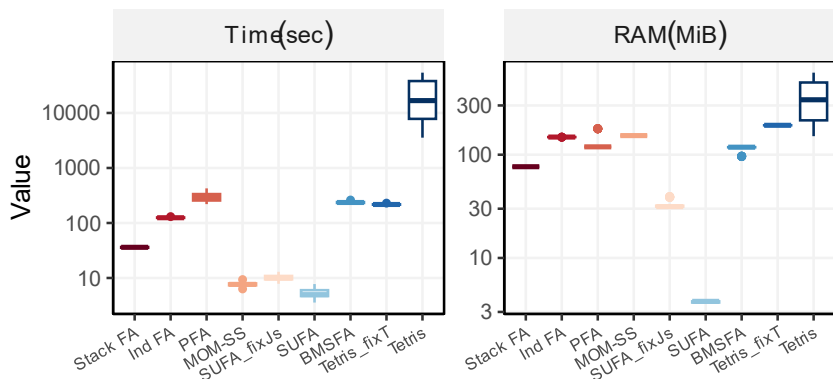 Time(sec)
RAM(MiB)
Value
10000
1000
100
10
300
100
30
10
3
Stack FA
Ind FA
PFA
MOM-SS
SUFA_fixJs
SUFA
BMSFA
Tetris_fixT
Tetris
Stack FA
Ind FA
PFA
MOM-SS
SUFA_fixJs
SUFA
BMSFA
Tetris_fixT
Tetris